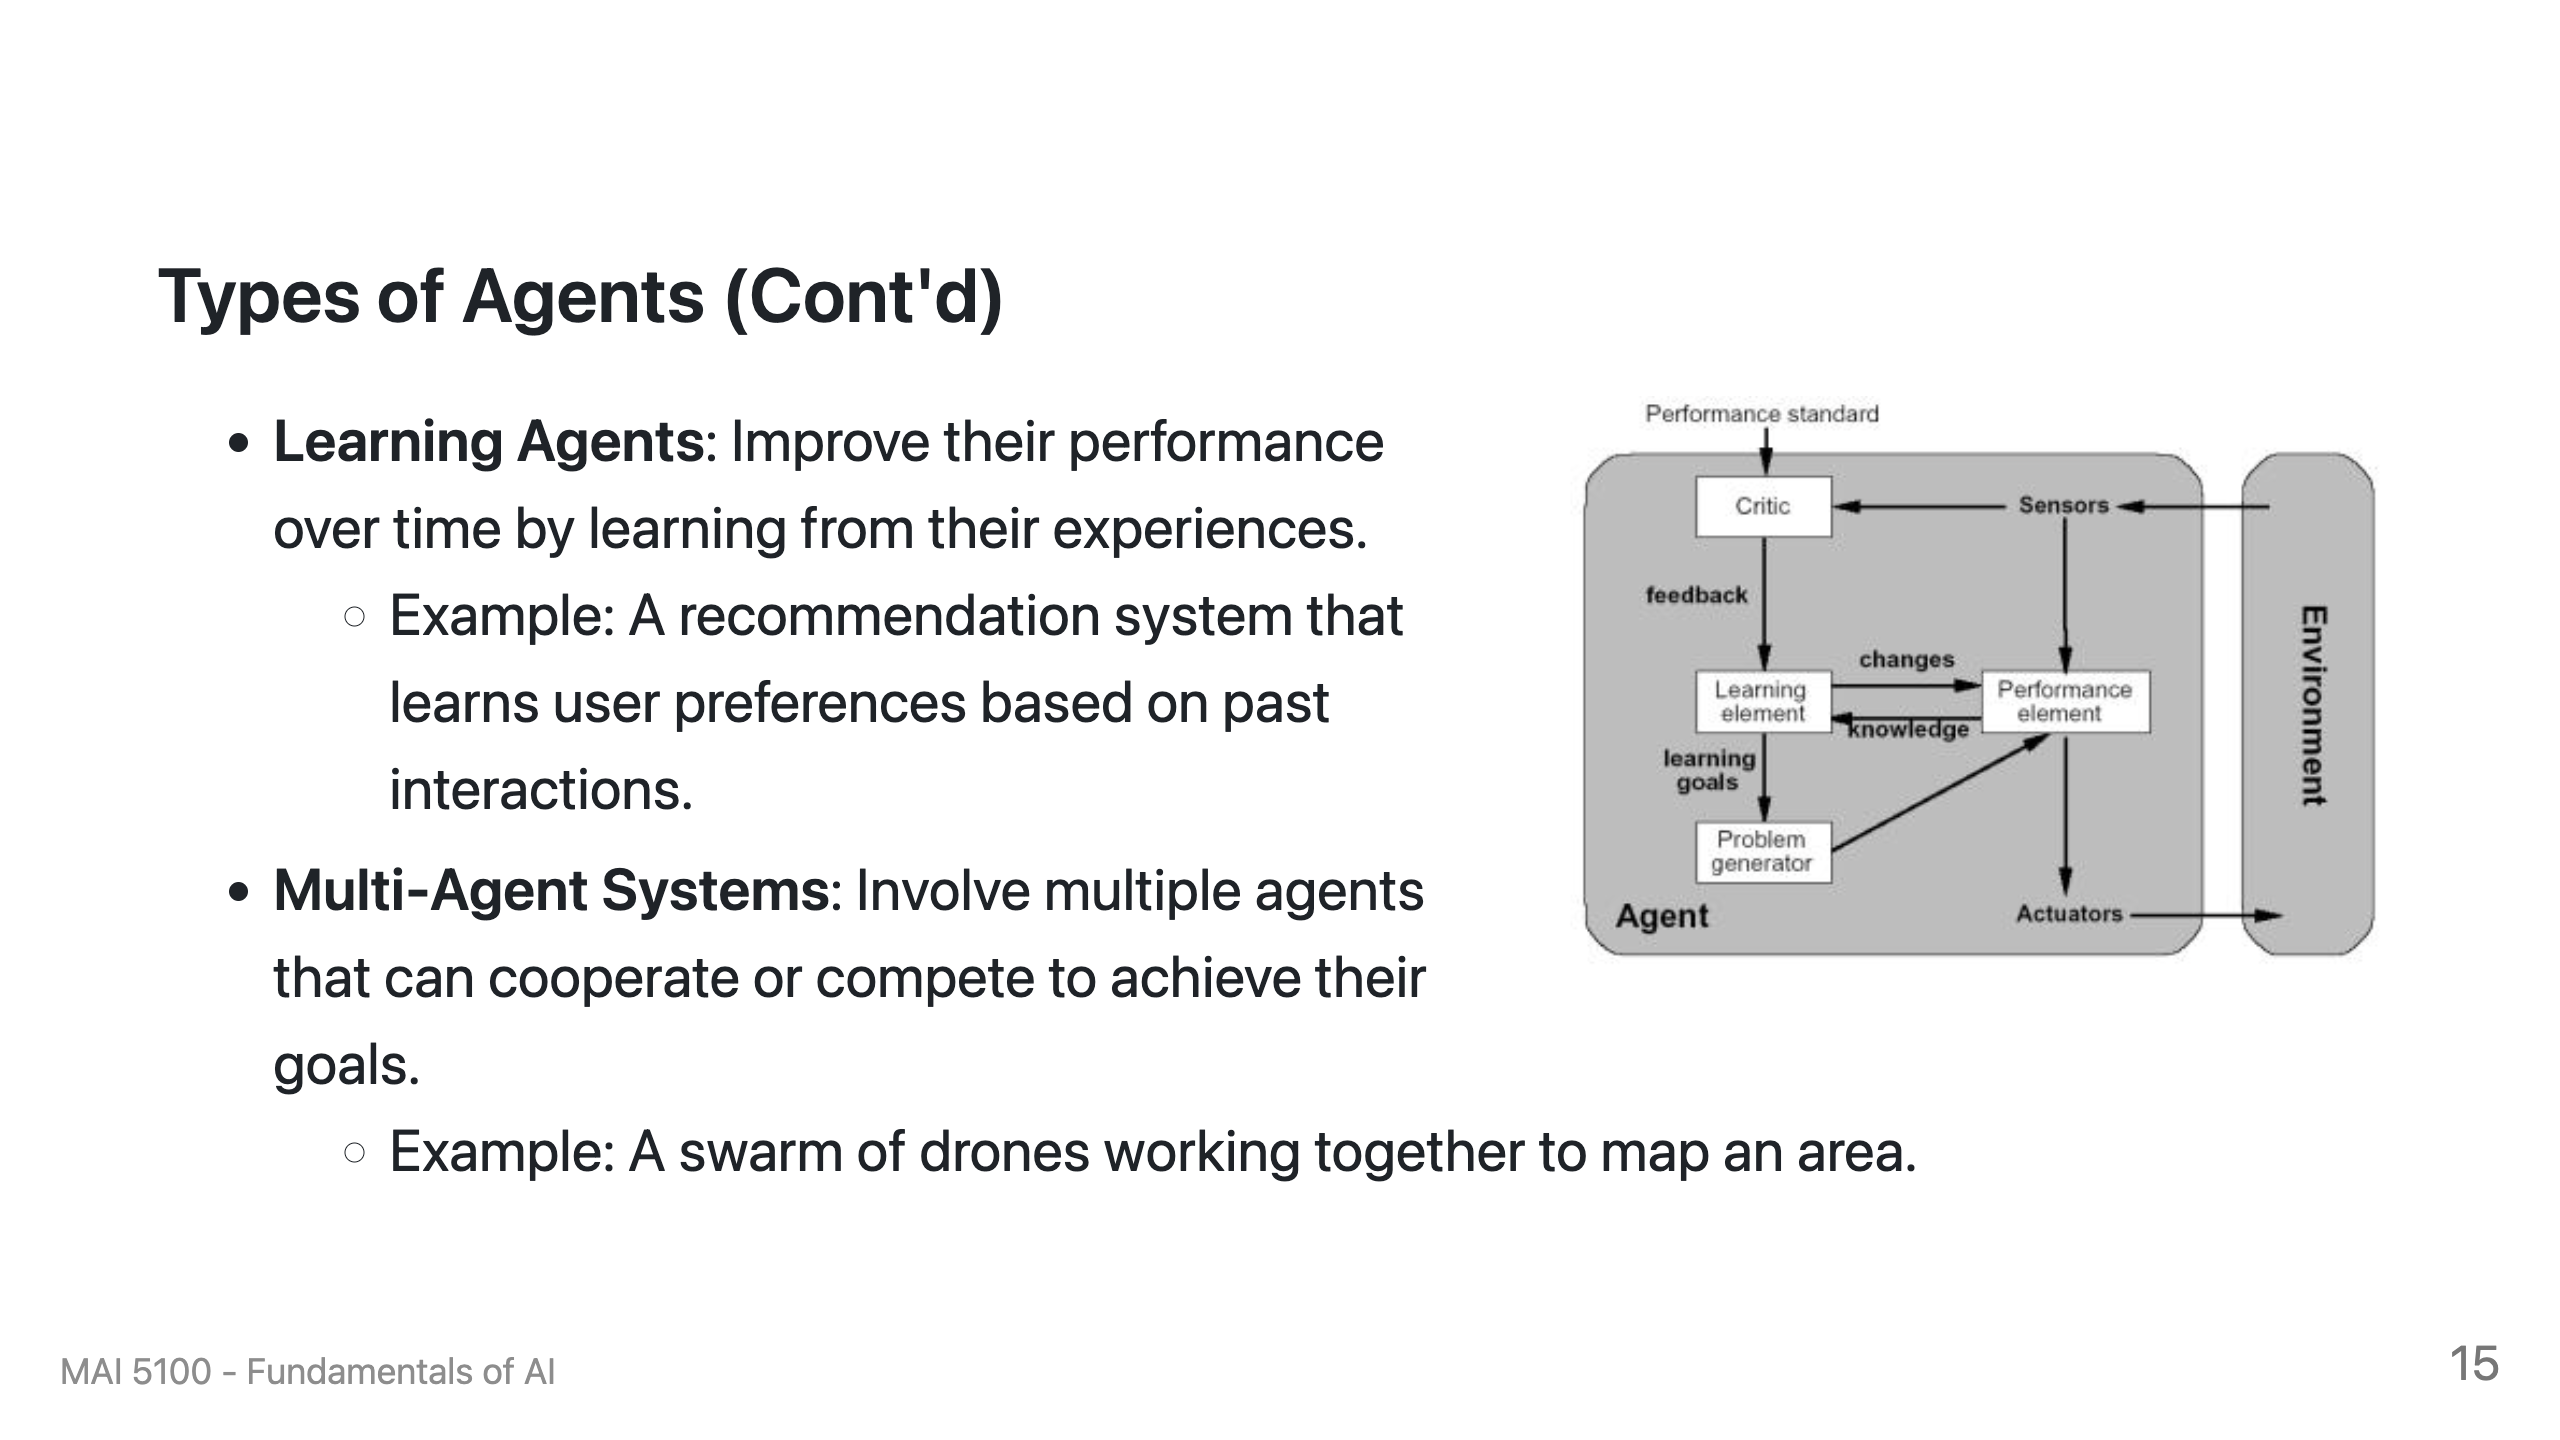 Types of Agents (Cont'd)
• Learning Agents: Improve their performance
over time by learning from their experiences.
○ Example: A recommendation system that
learns user preferences based on past
interactions.
• Multi-Agent Systems: Involve multiple agents
that can cooperate or compete to achieve their
goals.
○ Example: A swarm of drones working together to map an area.
Performance standard
Critic
Sensors
feedback
changes
Learning
element
Performance
element
knowledge
learning
goals
Problem
generator
Agent
Actuators
Environment
MAI 5100 - Fundamentals of AI
15